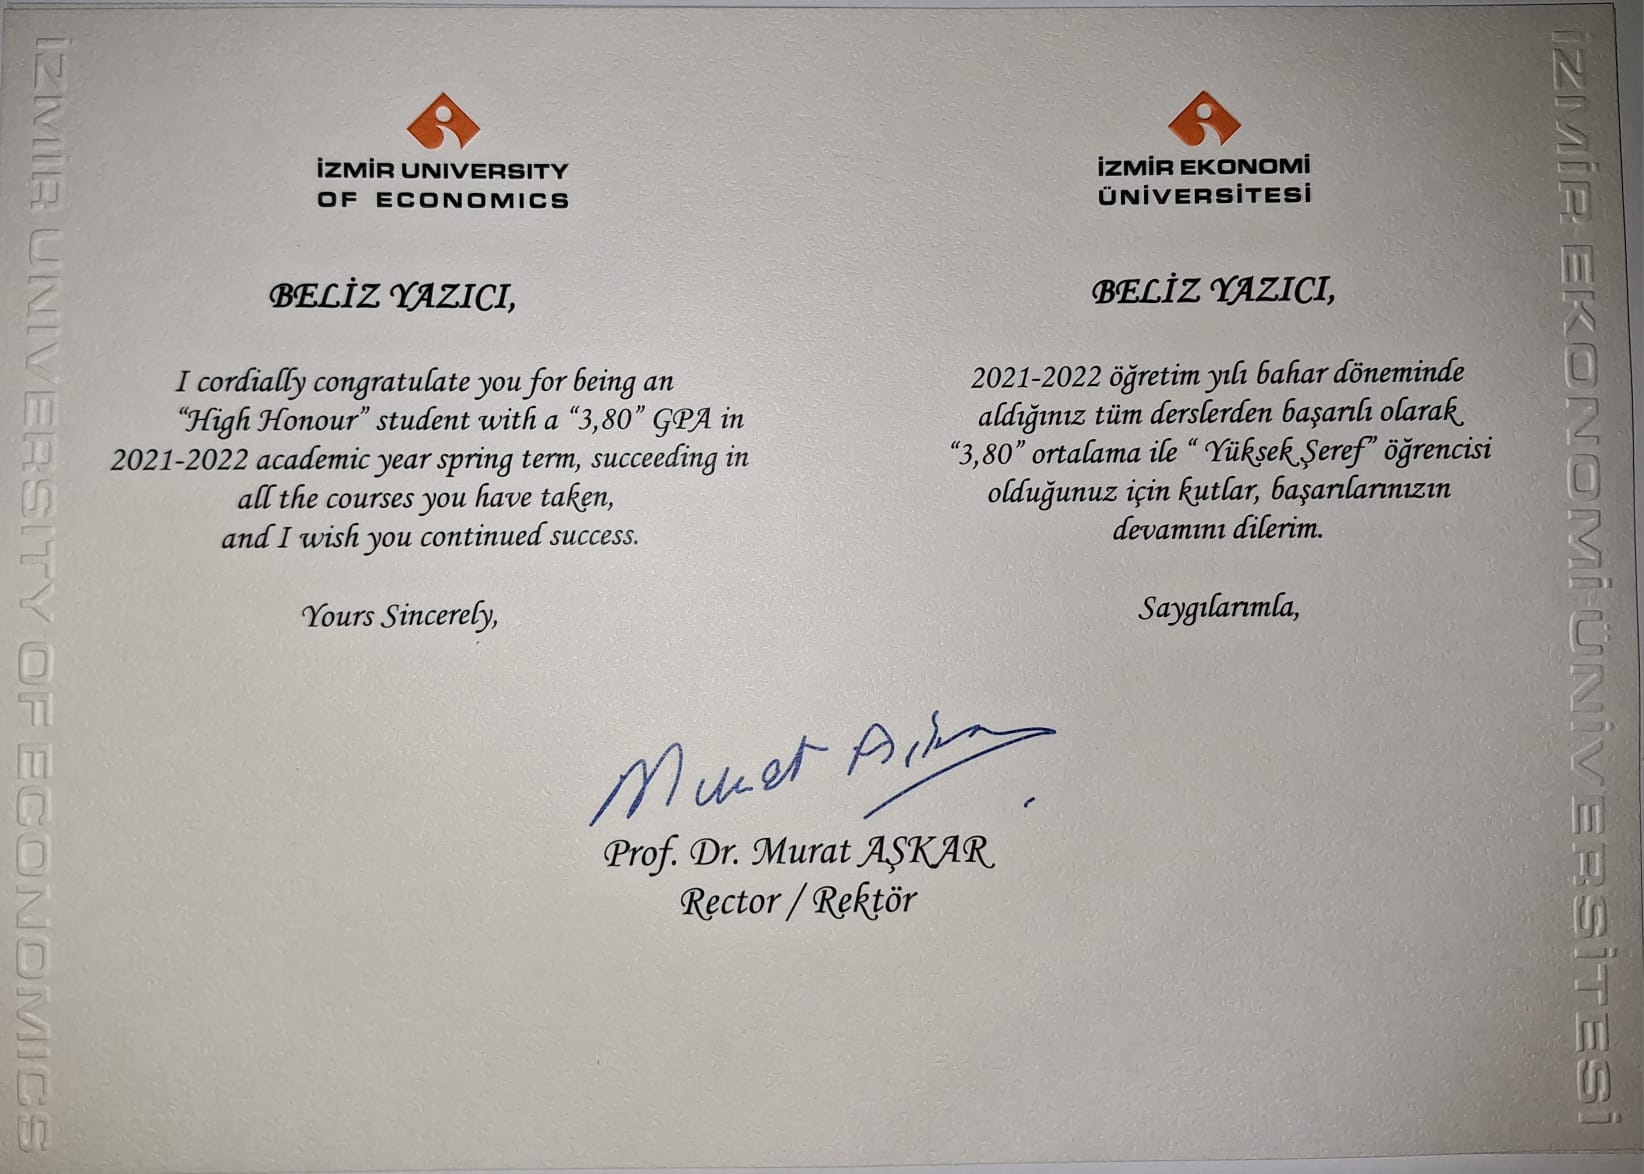 İZMİR UNIVERSITY
OF ECONOMICS
BELİZ YAZICI,
I cordially congratulate you for being an
“High Honour” student with a “3,80” GPA in
2021-2022 academic year spring term, succeeding in
all the courses you have taken,
and I wish you continued success.
Yours Sincerely,
İZMİR EKONOMİ
ÜNİVERSİTESİ
BELİZ YAZICI,
2021-2022 öğretim yılı bahar döneminde
aldığınız tüm derslerden başarılı olarak
“3,80” ortalama ile “ Yüksek Şeref” öğrencisi
olduğunuz için kutlar, başarılarınızın
devamını dilerim.
Saygılarımla,
Murat Aşkar
Prof. Dr. Murat AŞKAR
Rector / Rektör
İZMİR UNIVERSITY OF ECONOMICS
İZMİR EKONOMİ ÜNİVERSİTESİ